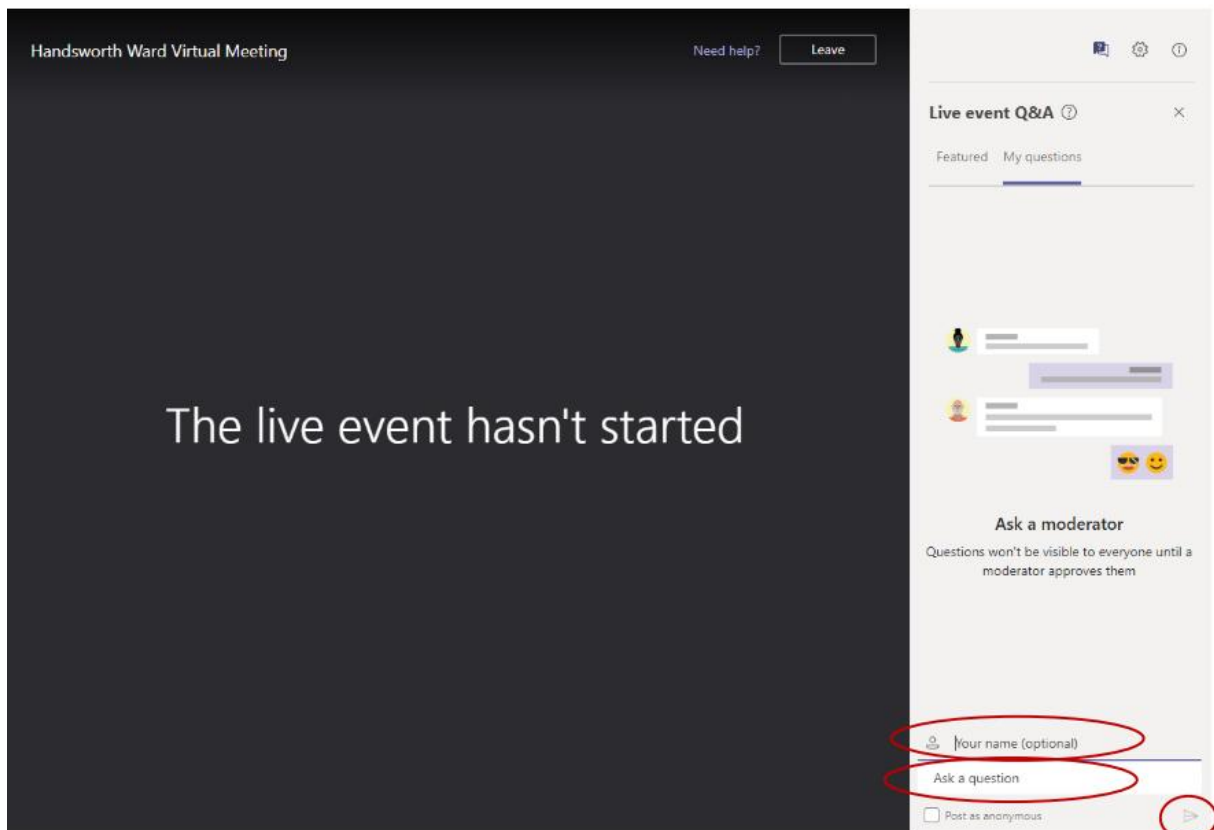 Handsworth Ward Virtual Meeting
Need help?
Leave
Live event Q&A
Featured My questions
The live event hasn't started
Ask a moderator
Questions won't be visible to everyone until a
moderator approves them
Your name (optional)
Ask a question
Post as anonymous